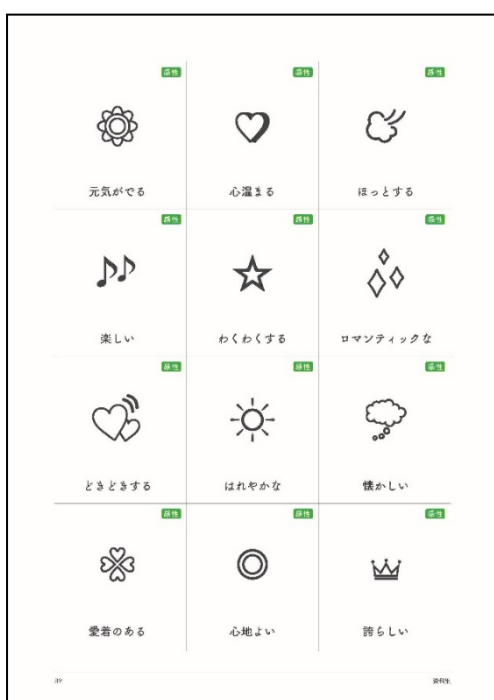 感性 感性 感性
元気がでる 心温まる ほっとする
感性 感性 感性
楽しい わくわくする ロマンティックな
感性 感性 感性
どきどきする はれやかな 懐かしい
感性 感性 感性
愛着のある 心地よい 誇らしい